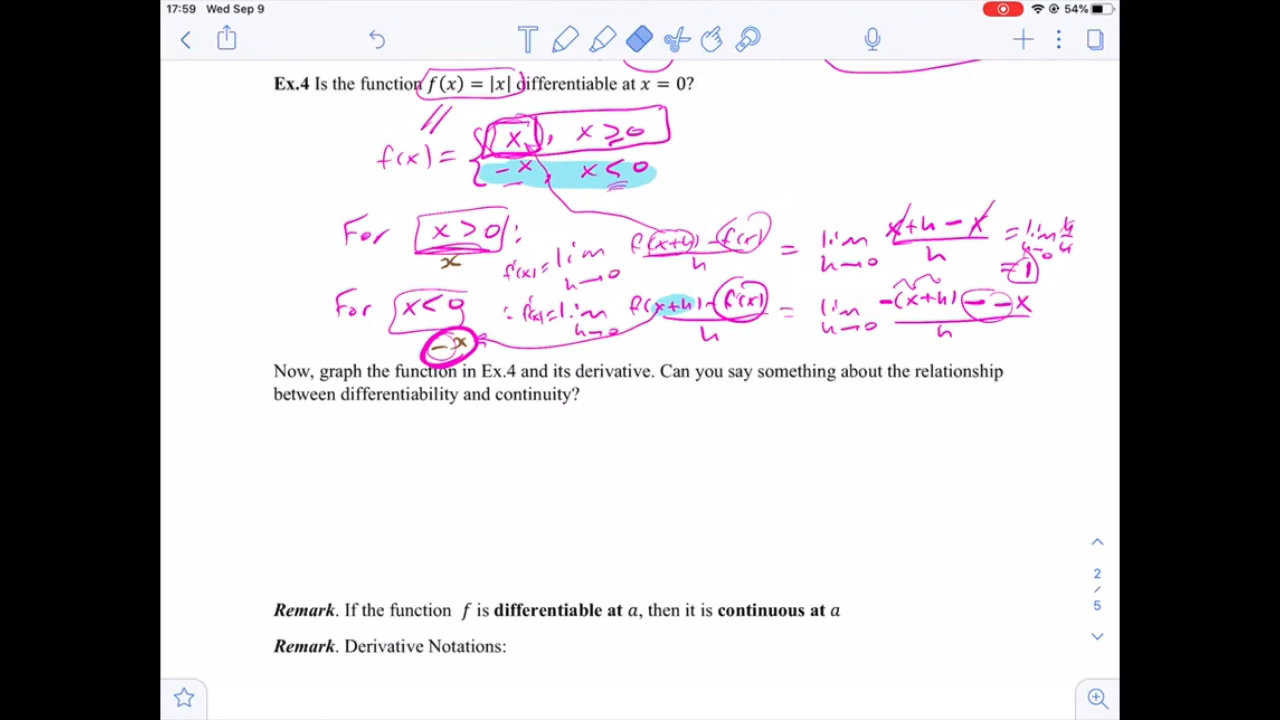 17:59 Wed Sep 9 54%
Ex.4 Is the function f(x) = |x| differentiable at x = 0?
f(x) = { x, x ≥ 0
-x, x < 0
For x > 0 : f'(x) = lim h→0 f(x+h) - f(x) / h = lim h→0 x+h-x / h = lim h→0 h/h = 1
x
For x < 0 : f'(x) = lim h→0 f(x+h) - f(x) / h = lim h→0 -(x+h) - -x / h
-x
Now, graph the function in Ex.4 and its derivative. Can you say something about the relationship
between differentiability and continuity?
2
/
5
Remark. If the function f is differentiable at a, then it is continuous at a
Remark. Derivative Notations: